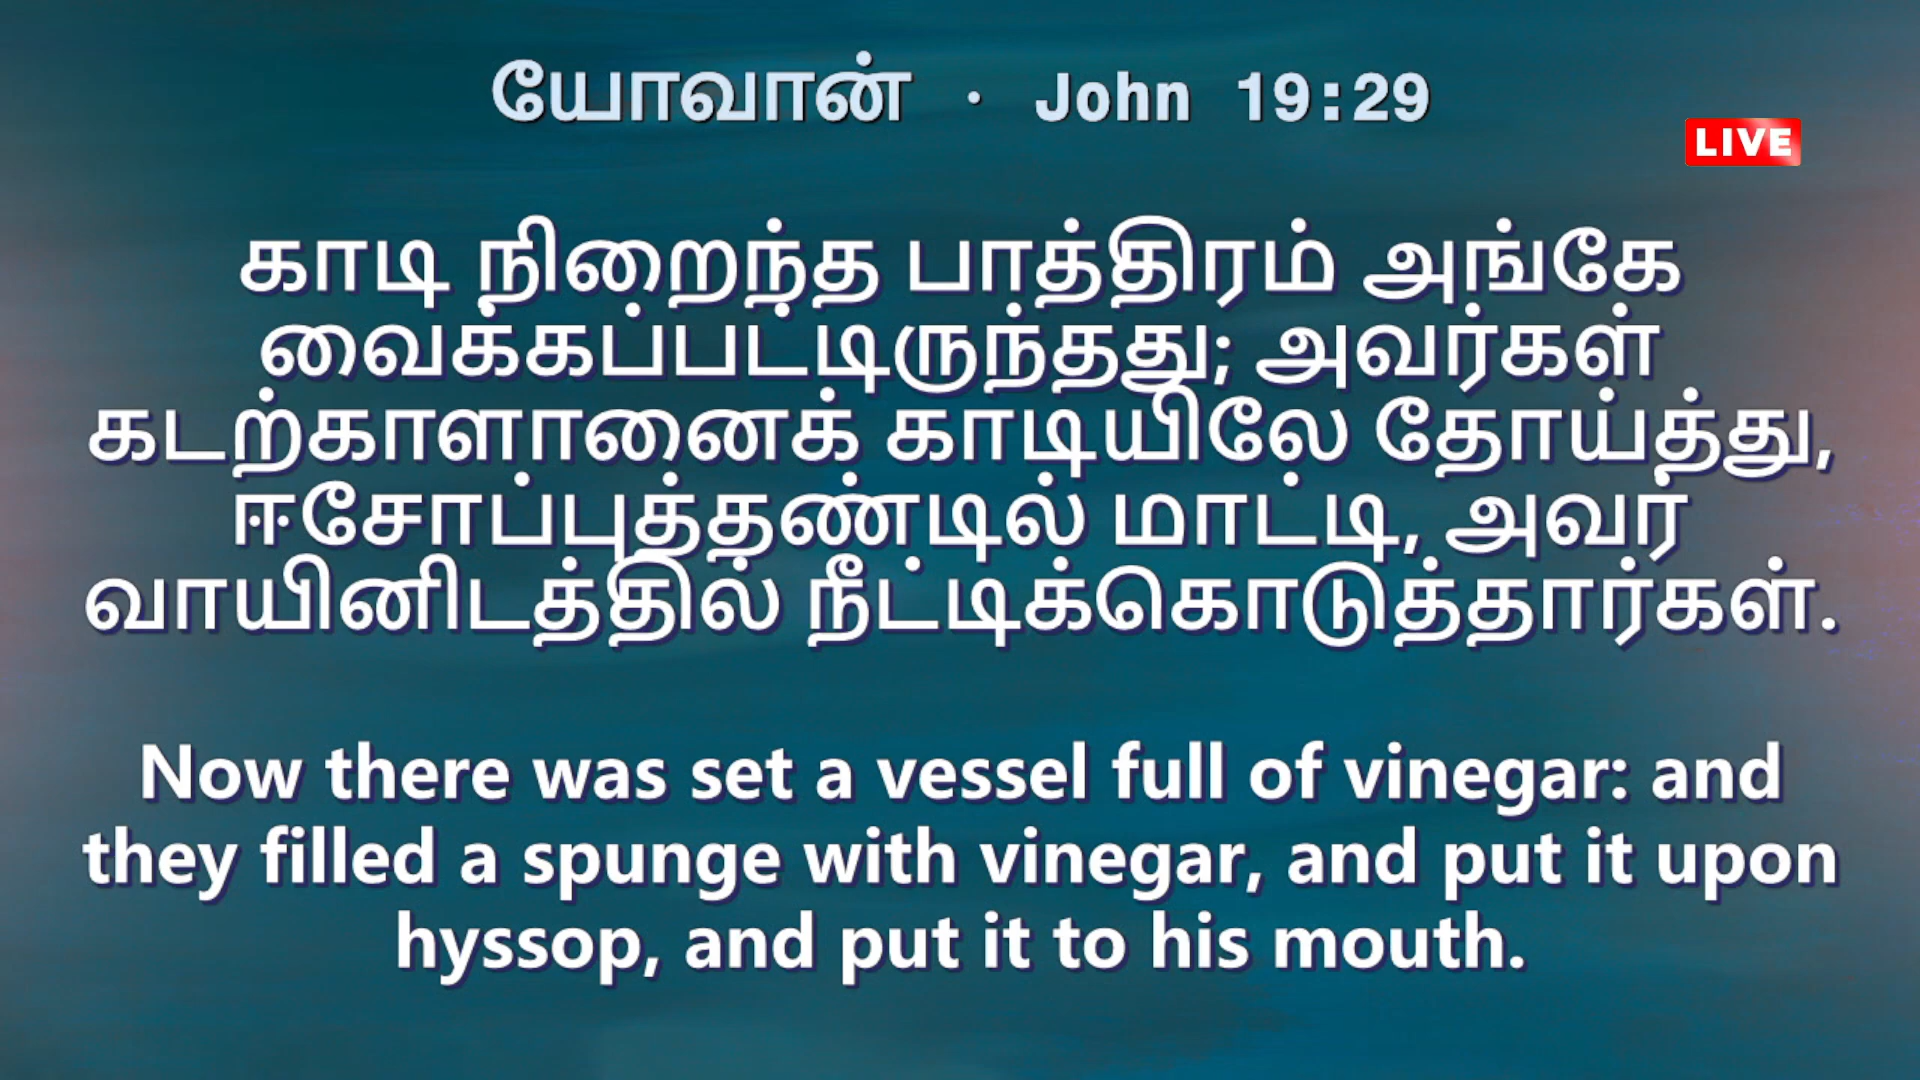 யோவான் · John 19:29
LIVE
காடி நிறைந்த பாத்திரம் அங்கே
வைக்கப்பட்டிருந்தது; அவர்கள்
கடற்காளானைக் காடியிலே தோய்த்து,
ஈசோப்புத்தண்டில் மாட்டி, அவர்
வாயினிடத்தில் நீட்டிக்கொடுத்தார்கள்.
Now there was set a vessel full of vinegar: and
they filled a spunge with vinegar, and put it upon
hyssop, and put it to his mouth.